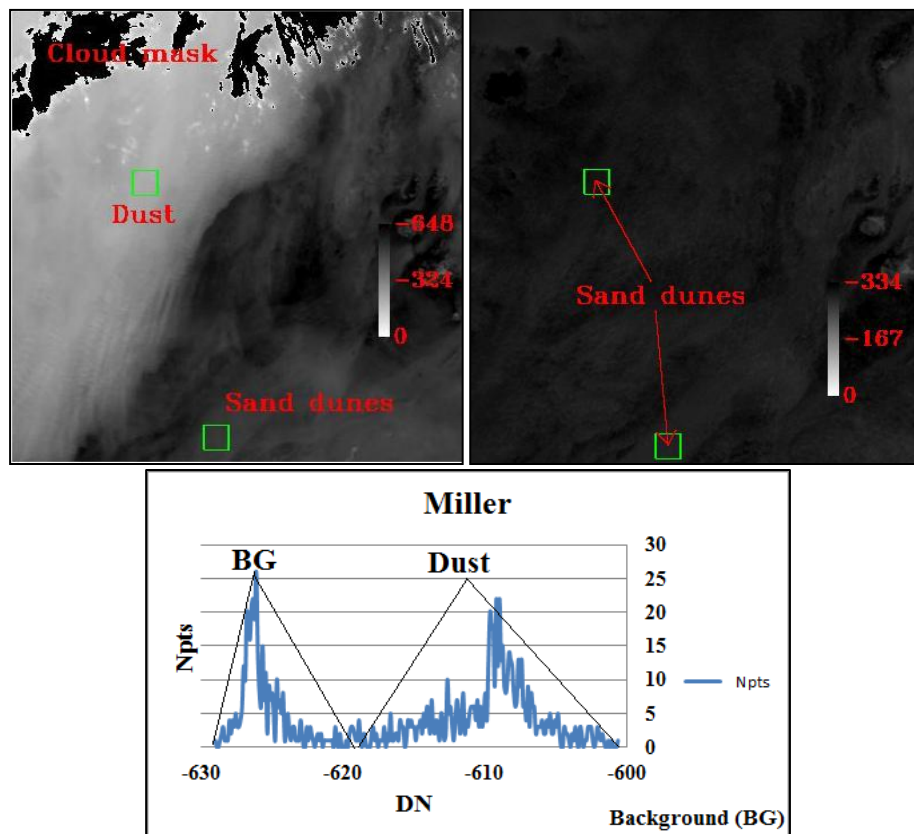 Cloud mask
Dust
-648
-324
0
Sand dunes
-334
Sand dunes
-167
0
Miller
30
BG
Dust
25
20
Npts
15
Npts
10
5
0
-630
-620
-610
-600
DN
Background (BG)